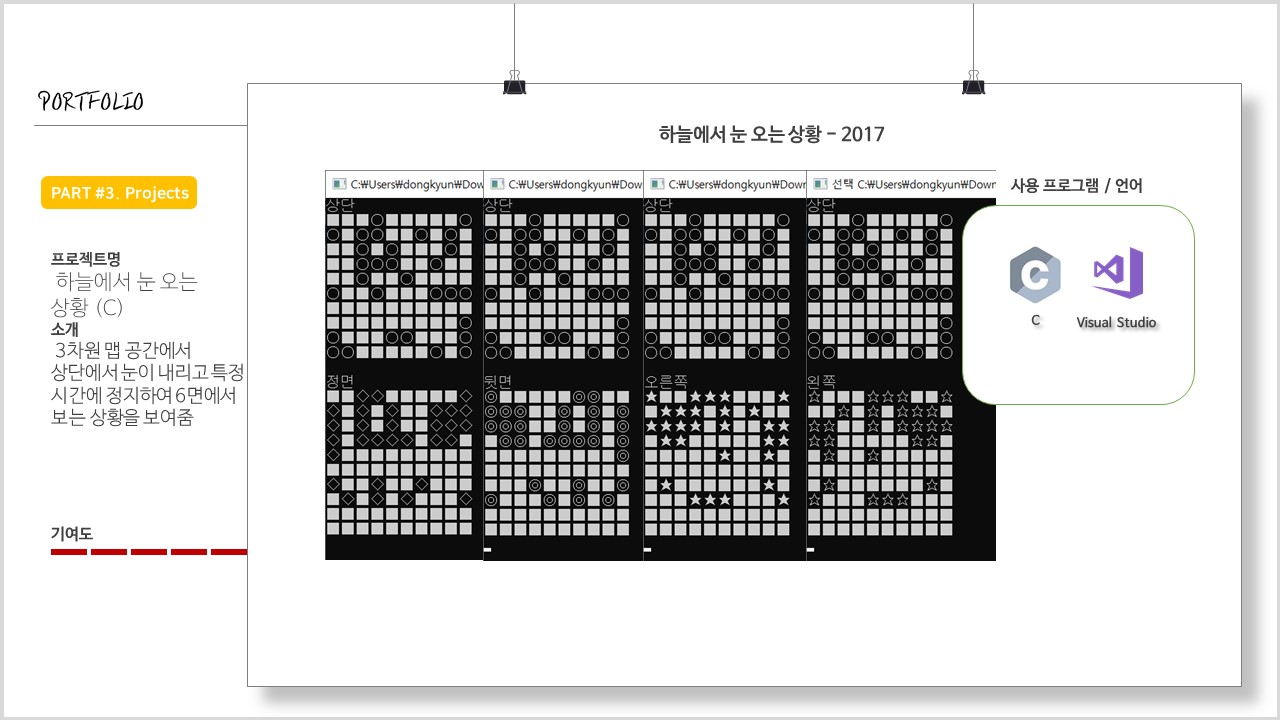 PORTFOLIO
PART #3. Projects
프로젝트명
하늘에서 눈 오는
상황 (C)
소개
3차원 맵 공간에서
상단에서 눈이 내리고 특정
시간에 정지하여 6면에서
보는 상황을 보여줌
기여도
하늘에서 눈 오는 상황 - 2017
C:₩Users₩dongkyun₩Dow
C:₩Users₩dongkyun₩Dow
C:₩Users₩dongkyun₩Dow
선택 C:₩Users₩dongkyun₩Down
상단
상단
상단
상단
정면
뒷면
오른쪽
왼쪽
사용 프로그램 / 언어
C
C
Visual Studio